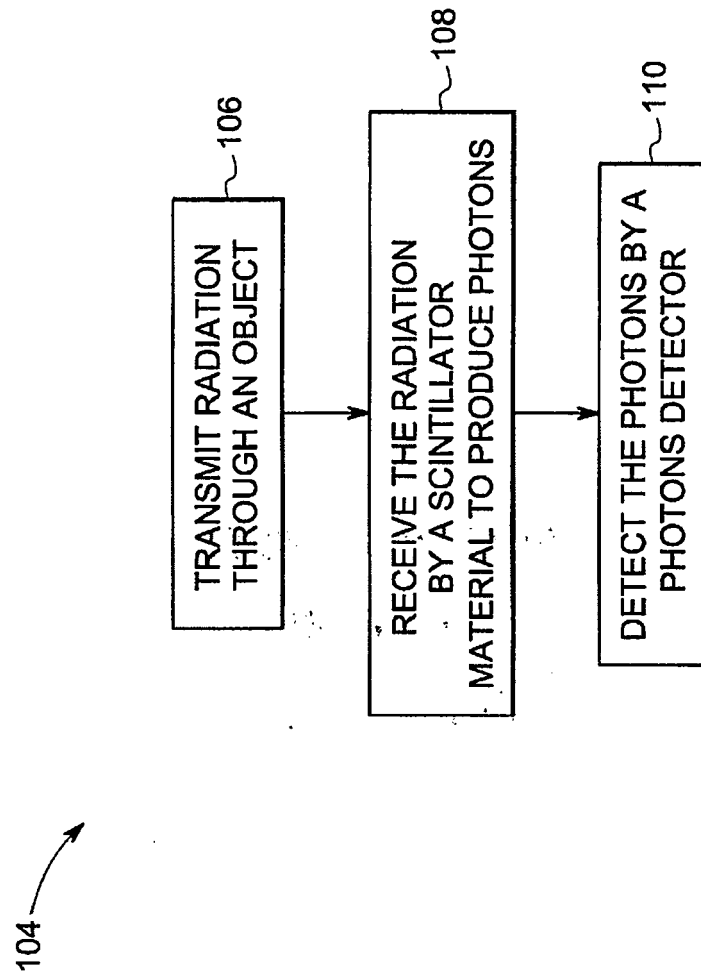 104
TRANSMIT RADIATION
THROUGH AN OBJECT
106
RECEIVE THE RADIATION
BY A SCINTILLATOR
MATERIAL TO PRODUCE PHOTONS
108
DETECT THE PHOTONS BY A
PHOTONS DETECTOR
110